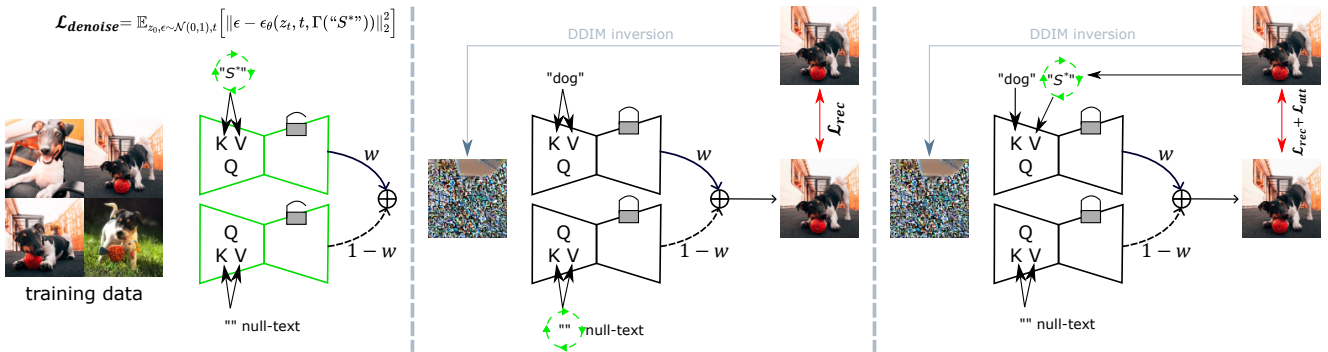 𝓛denoise= 𝔼z₀,ϵ∼𝒩(0,1),t[‖ϵ − ϵθ(zt, t, Γ(“S*”))‖₂²]
"S*"
K V
Q
w
Q
K V
1 − w
training data
"" null-text
DDIM inversion
"dog"
K V
Q
w
𝓛rec
Q
K V
1 − w
"" null-text
DDIM inversion
"dog" "S*"
K V
Q
w
𝓛rec+ 𝓛att
Q
K V
1 − w
"" null-text